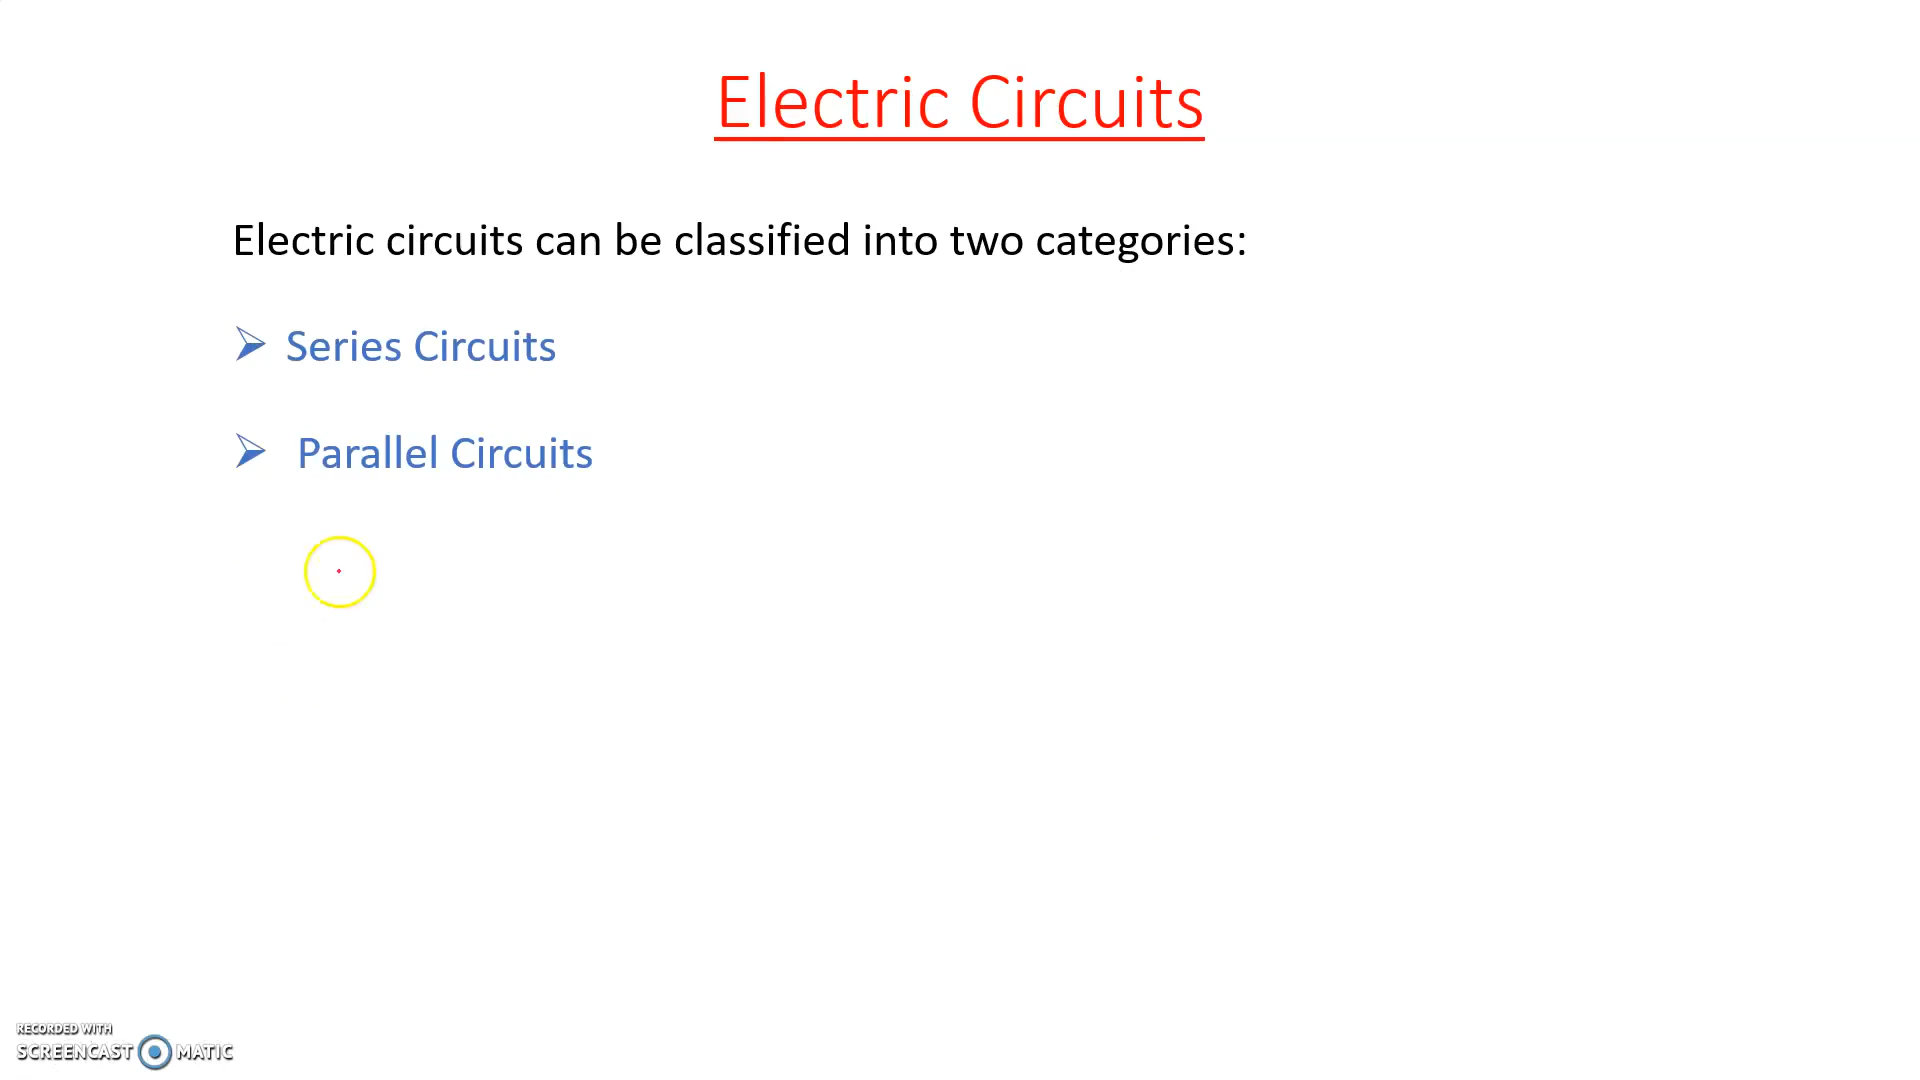 Electric Circuits
Electric circuits can be classified into two categories:
Series Circuits
Parallel Circuits
RECORDED WITH
SCREENCAST MATIC